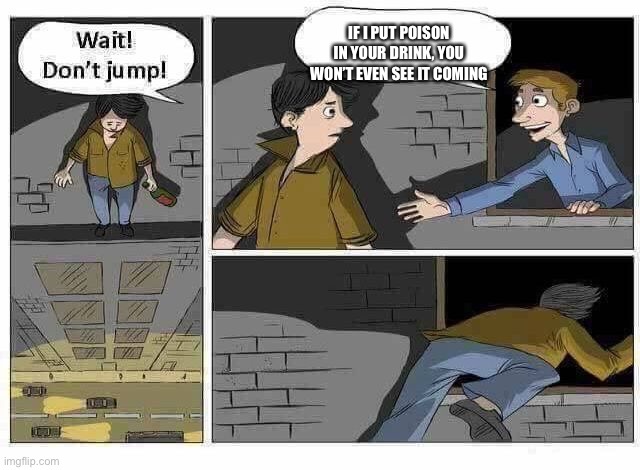 Wait!
Don't jump!
IF I PUT POISON
IN YOUR DRINK, YOU
WON'T EVEN SEE IT COMING
imgflip.com